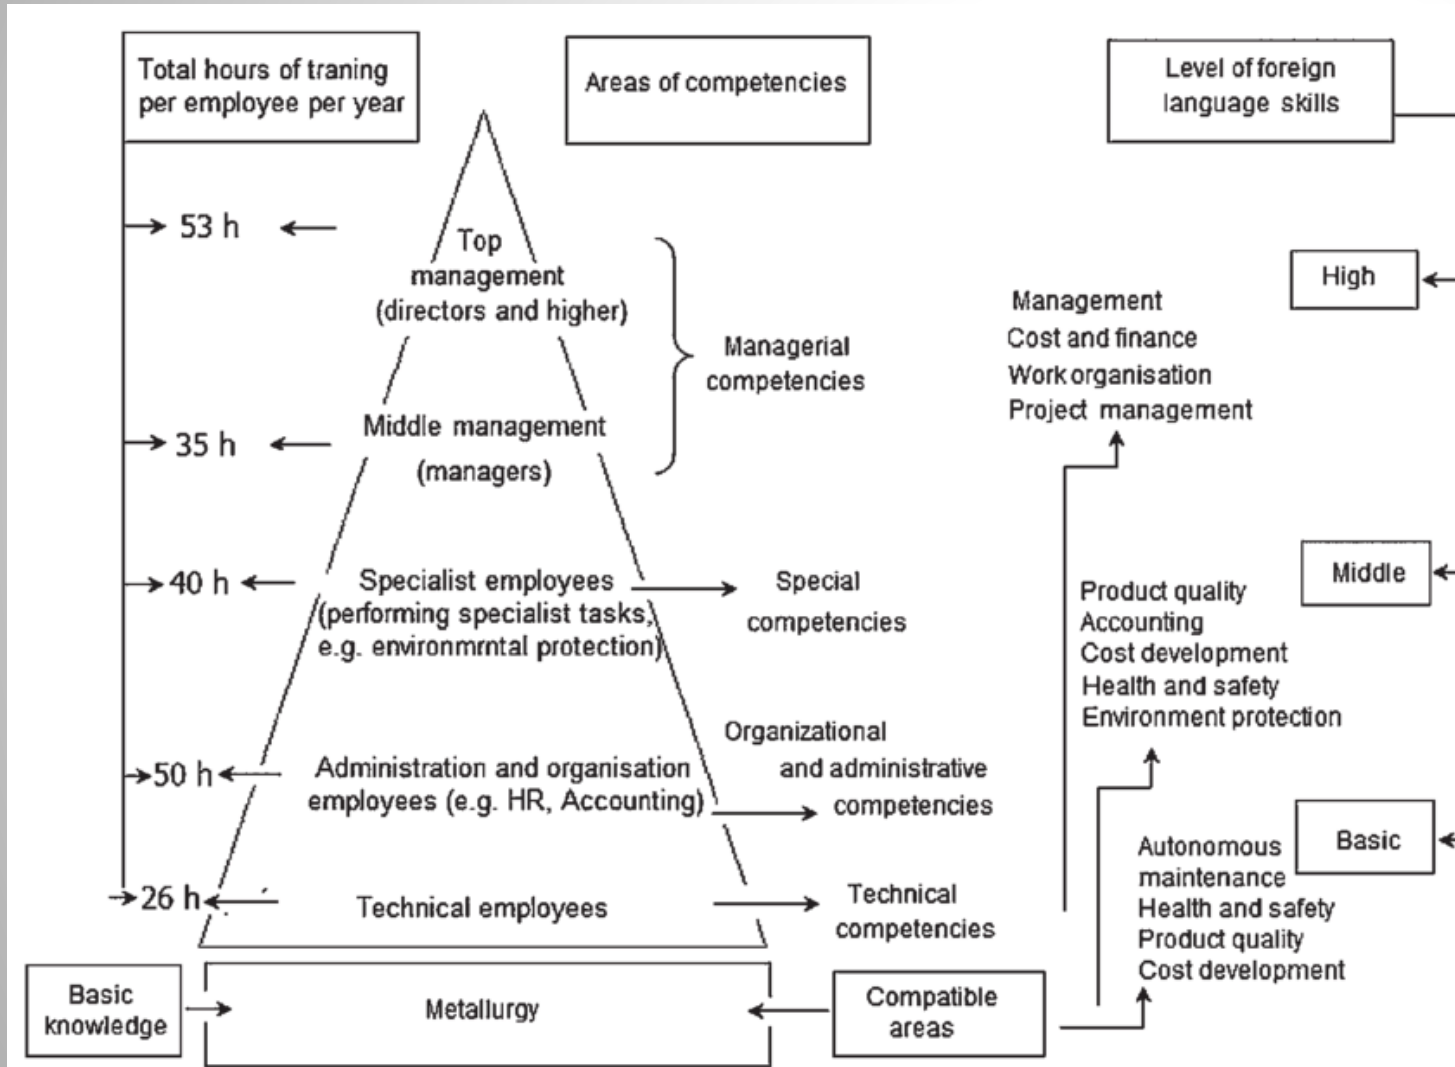 Total hours of traning
per employee per year
Areas of competencies
Level of foreign
language skills
53 h
Top
management
(directors and higher)
High
Management
Cost and finance
Work organisation
Project management
Managerial
competencies
35 h
Middle management
(managers)
40 h
Specialist employees
(performing specialist tasks,
e.g. environmrntal protection)
Special
competencies
Middle
Product quality
Accounting
Cost development
Health and safety
Environment protection
50 h
Administration and organisation
employees (e.g. HR, Accounting)
Organizational
and administrative
competencies
Basic
Autonomous
maintenance
Health and safety
Product quality
Cost development
26 h
Technical employees
Technical
competencies
Basic
knowledge
Metallurgy
Compatible
areas